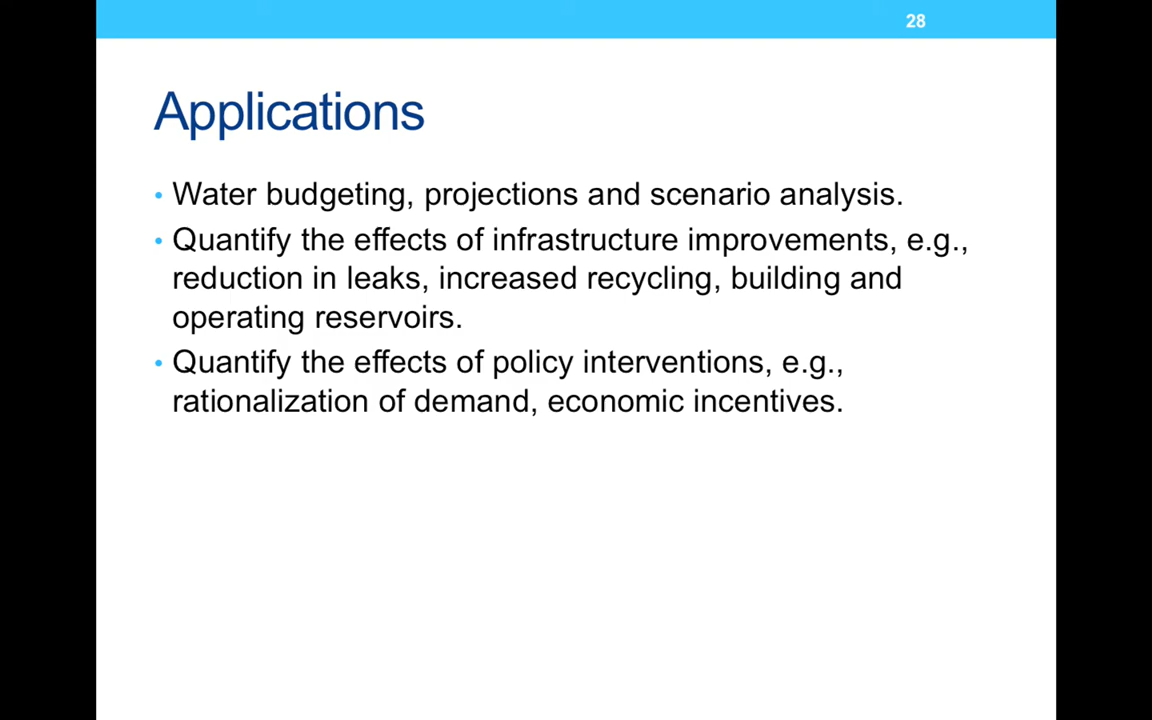 28
Applications
• Water budgeting, projections and scenario analysis.
• Quantify the effects of infrastructure improvements, e.g.,
reduction in leaks, increased recycling, building and
operating reservoirs.
• Quantify the effects of policy interventions, e.g.,
rationalization of demand, economic incentives.